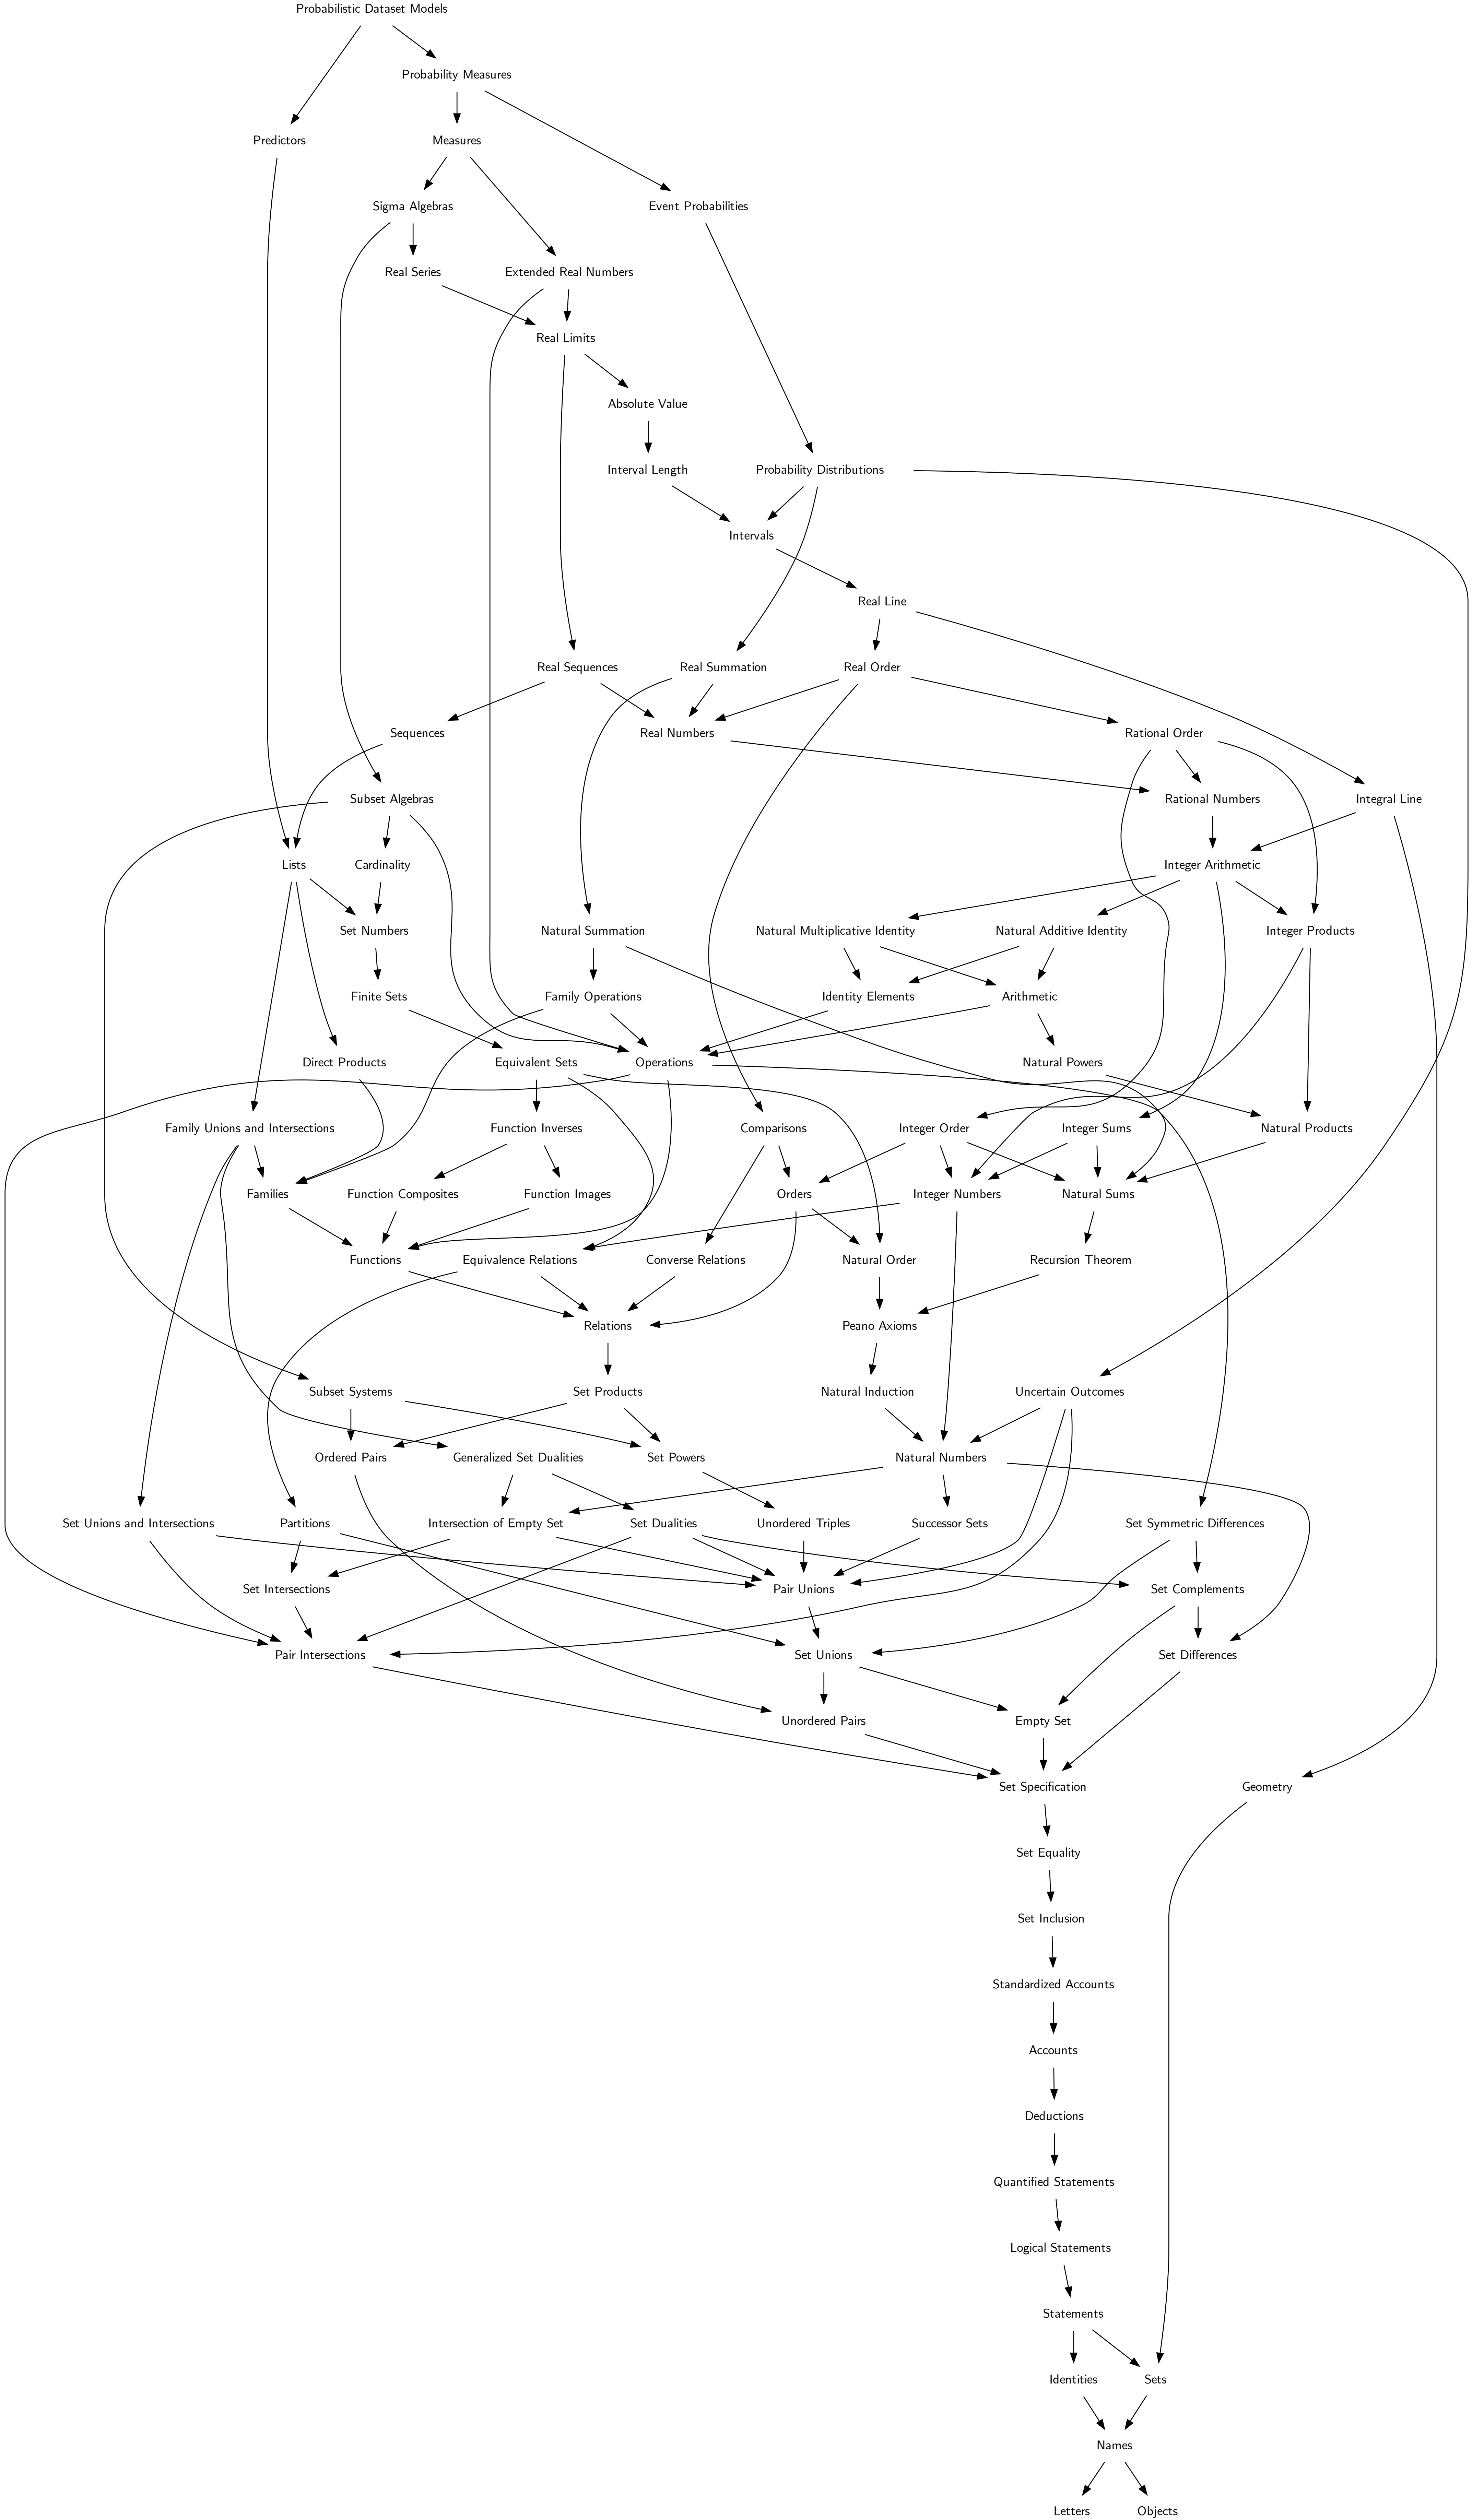 Probabilistic Dataset Models
Probability Measures
Predictors
Measures
Sigma Algebras
Event Probabilities
Real Series
Extended Real Numbers
Real Limits
Absolute Value
Interval Length
Probability Distributions
Intervals
Real Line
Real Sequences
Real Summation
Real Order
Sequences
Real Numbers
Rational Order
Subset Algebras
Rational Numbers
Integral Line
Lists
Cardinality
Integer Arithmetic
Set Numbers
Natural Summation
Natural Multiplicative Identity
Natural Additive Identity
Integer Products
Finite Sets
Family Operations
Identity Elements
Arithmetic
Direct Products
Equivalent Sets
Operations
Natural Powers
Family Unions and Intersections
Function Inverses
Comparisons
Integer Order
Integer Sums
Natural Products
Families
Function Composites
Function Images
Orders
Integer Numbers
Natural Sums
Functions
Equivalence Relations
Converse Relations
Natural Order
Recursion Theorem
Relations
Peano Axioms
Subset Systems
Set Products
Natural Induction
Uncertain Outcomes
Ordered Pairs
Generalized Set Dualities
Set Powers
Natural Numbers
Set Unions and Intersections
Partitions
Intersection of Empty Set
Set Dualities
Unordered Triples
Successor Sets
Set Symmetric Differences
Set Intersections
Pair Unions
Set Complements
Pair Intersections
Set Unions
Set Differences
Unordered Pairs
Empty Set
Set Specification
Geometry
Set Equality
Set Inclusion
Standardized Accounts
Accounts
Deductions
Quantified Statements
Logical Statements
Statements
Identities
Sets
Names
Letters
Objects